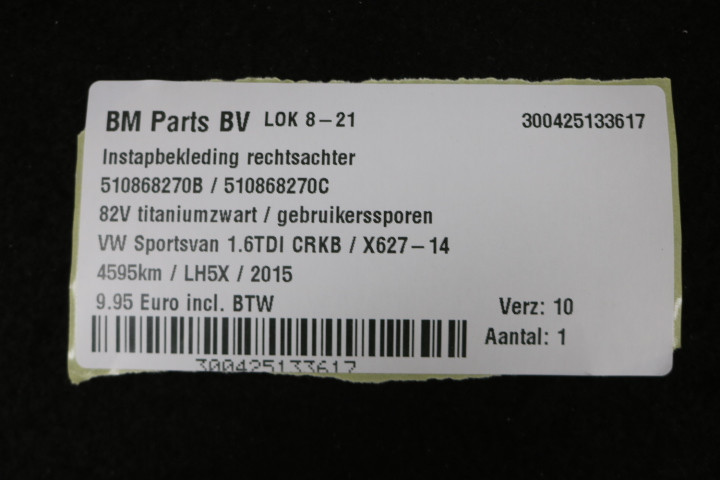 BM Parts BV LOK 8-21 300425133617
Instapbekleding rechtsachter
510868270B / 510868270C
82V titaniumzwart / gebruikerssporen
VW Sportsvan 1.6TDI CRKB / X627-14
4595km / LH5X / 2015
9.95 Euro incl. BTW Verz: 10
Aantal: 1
300425133617